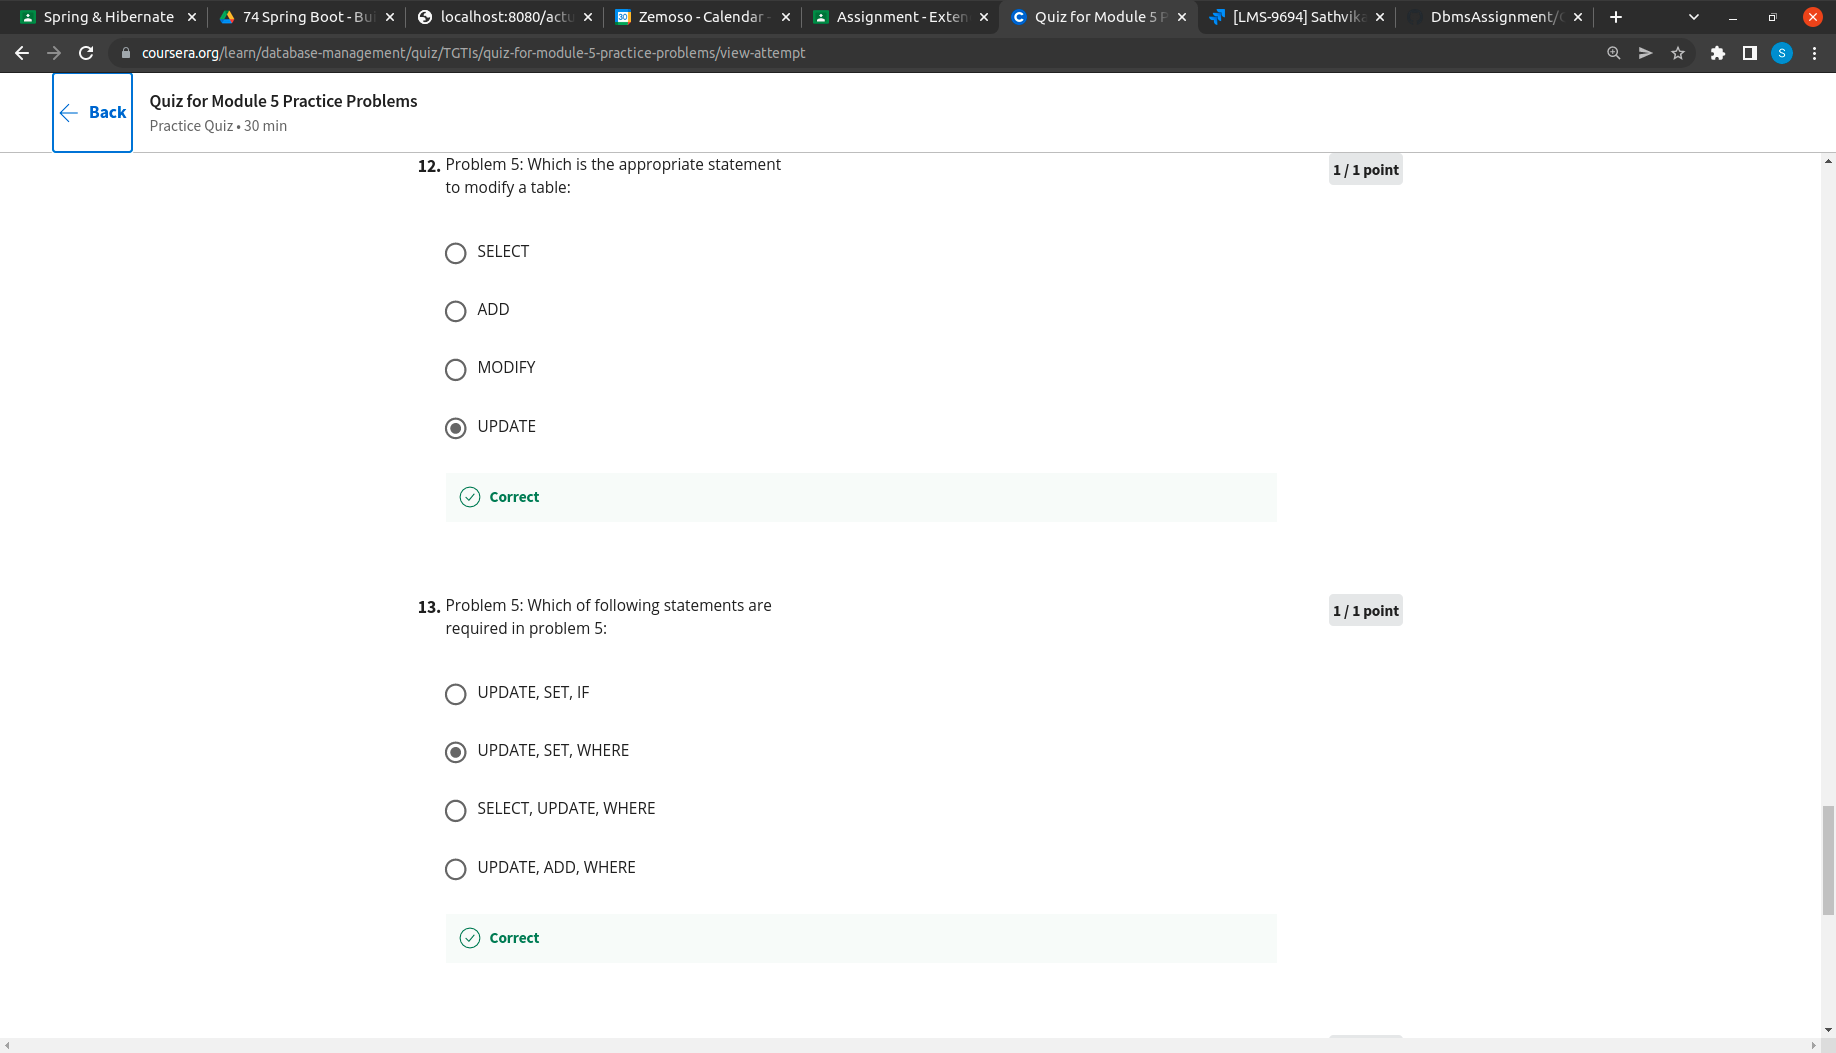 Spring & Hibernate
74 Spring Boot - Bui
localhost:8080/actu
Zemoso - Calendar -
Assignment - Exten
Quiz for Module 5 P
[LMS-9694] Sathvika
DbmsAssignment/
coursera.org/learn/database-management/quiz/TGTIs/quiz-for-module-5-practice-problems/view-attempt
S
Back
Quiz for Module 5 Practice Problems
Practice Quiz • 30 min
12. Problem 5: Which is the appropriate statement
to modify a table:
1 / 1 point
SELECT
ADD
MODIFY
UPDATE
Correct
13. Problem 5: Which of following statements are
required in problem 5:
1 / 1 point
UPDATE, SET, IF
UPDATE, SET, WHERE
SELECT, UPDATE, WHERE
UPDATE, ADD, WHERE
Correct